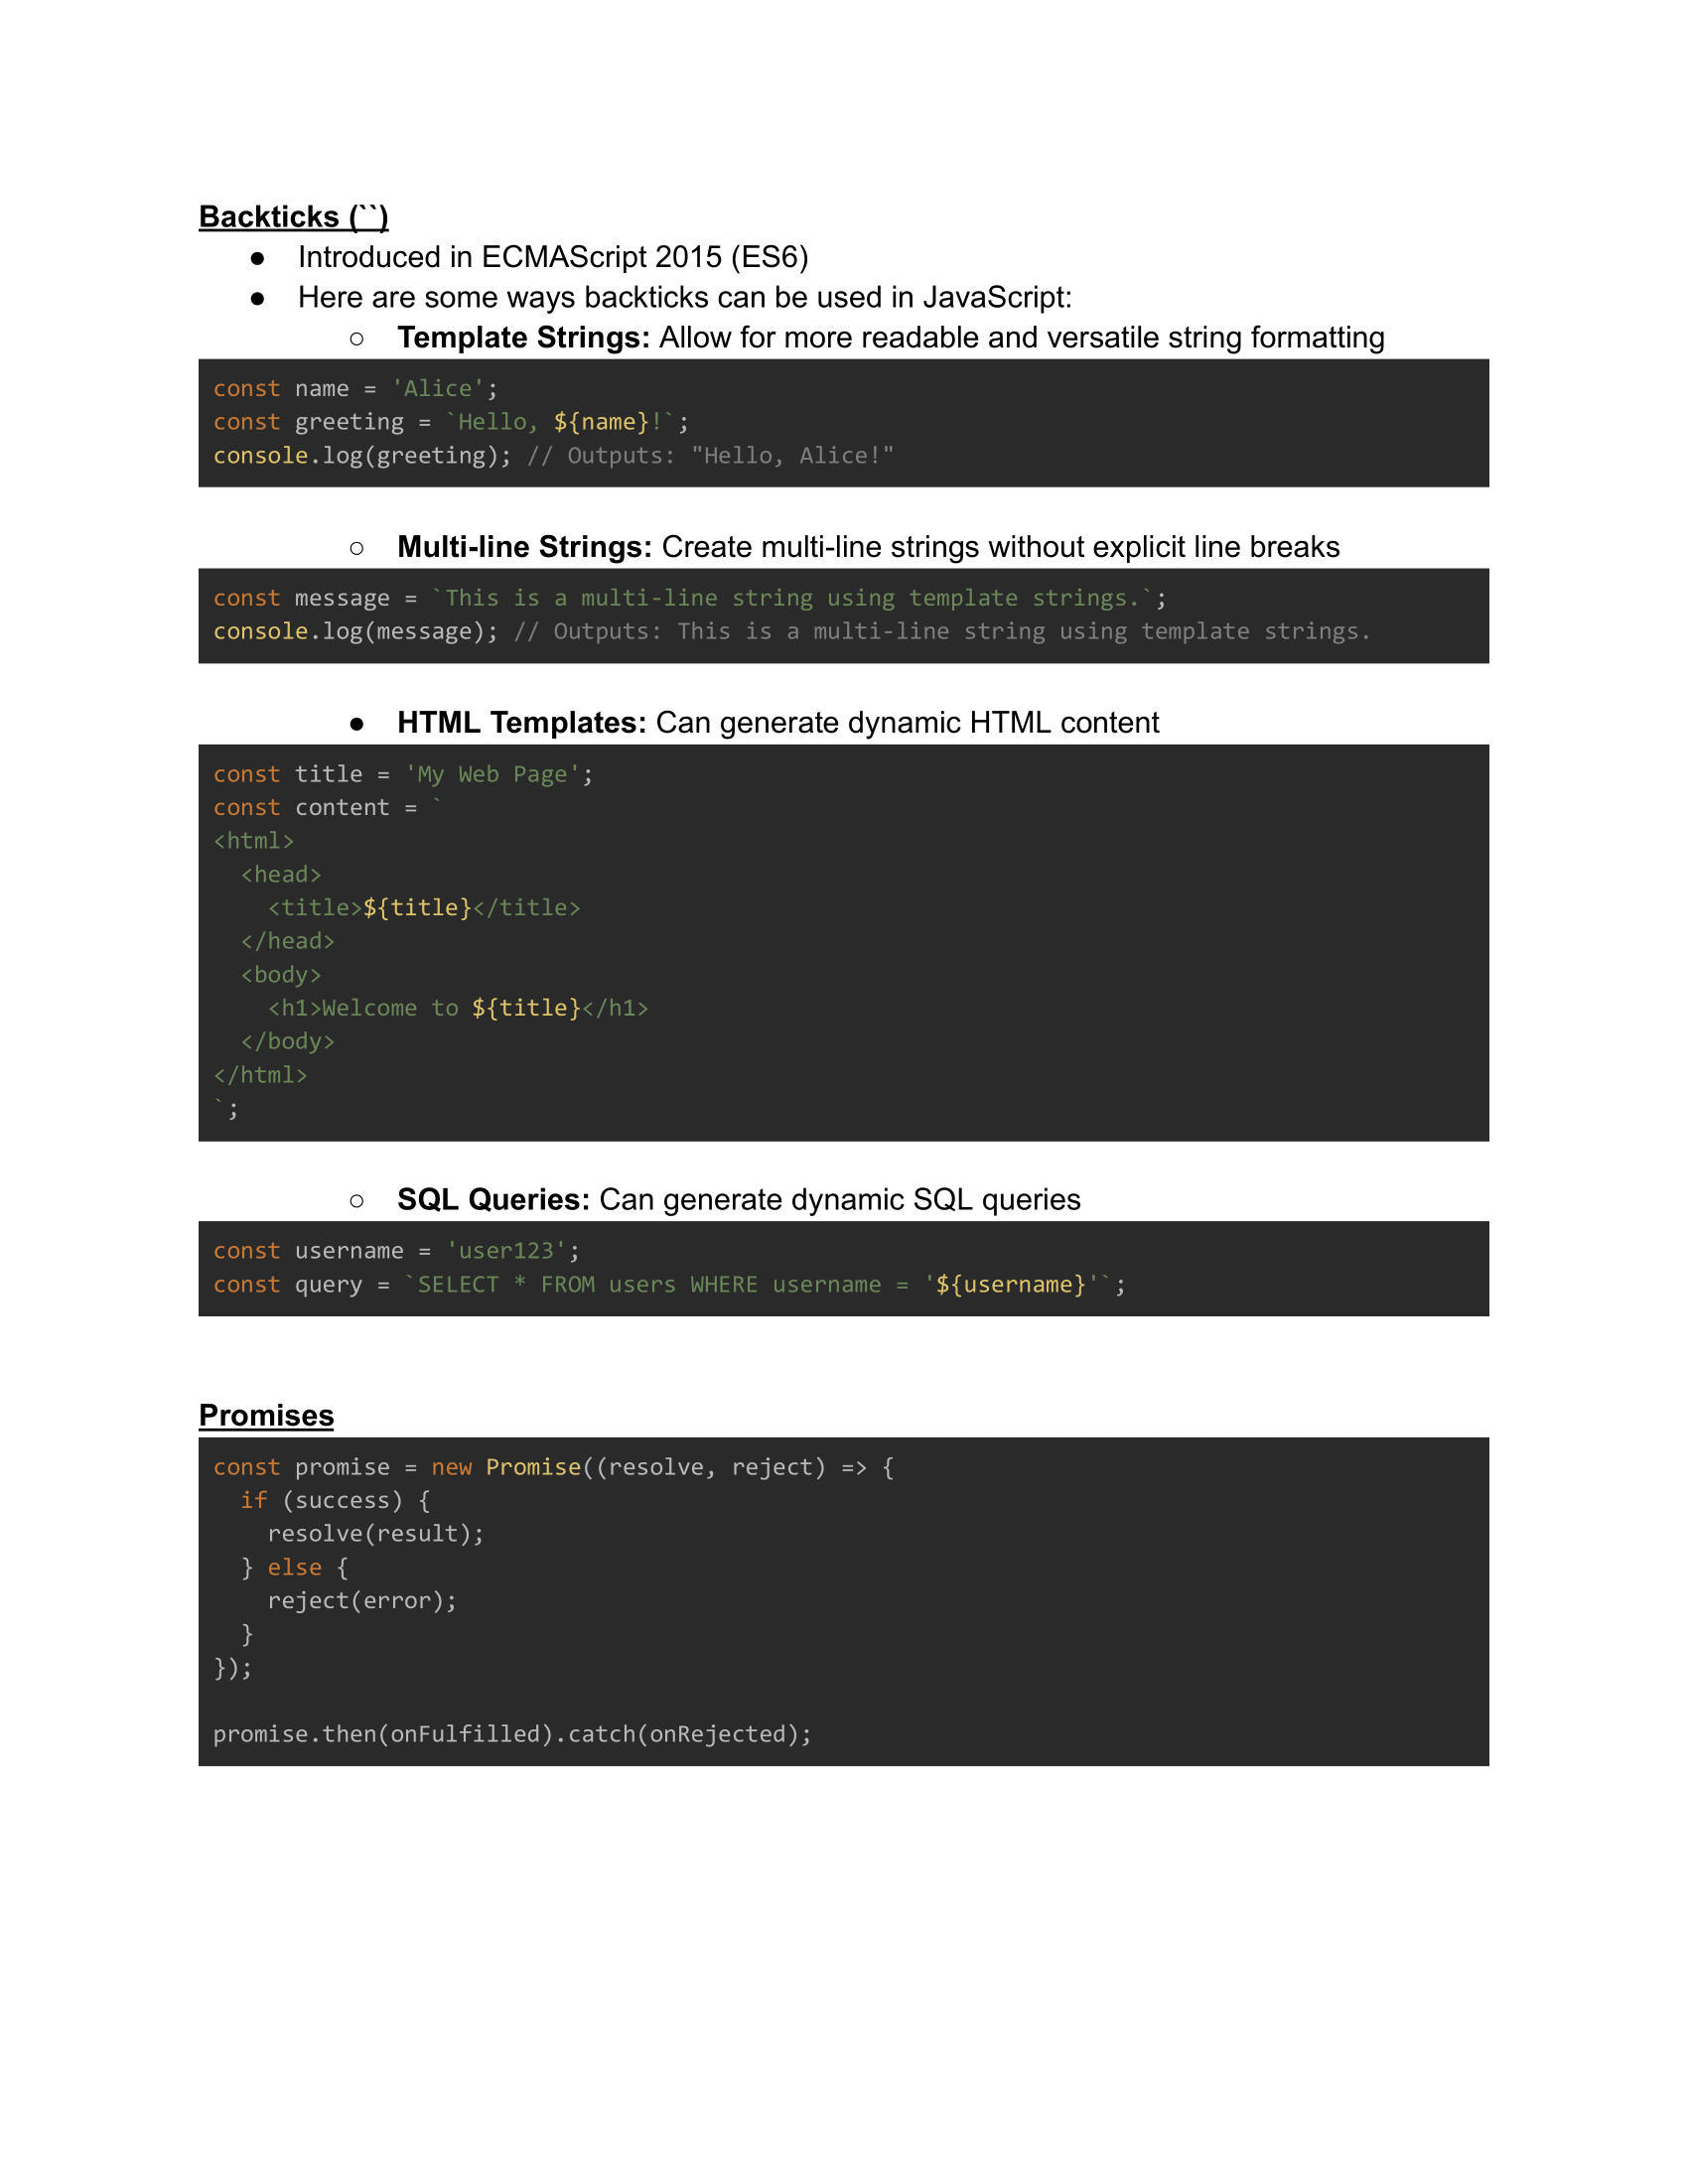 Backticks (``)
● Introduced in ECMAScript 2015 (ES6)
● Here are some ways backticks can be used in JavaScript:
○ Template Strings: Allow for more readable and versatile string formatting
const name = 'Alice';
const greeting = `Hello, ${name}!`;
console.log(greeting); // Outputs: "Hello, Alice!"
○ Multi-line Strings: Create multi-line strings without explicit line breaks
const message = `This is a multi-line string using template strings.`;
console.log(message); // Outputs: This is a multi-line string using template strings.
● HTML Templates: Can generate dynamic HTML content
const title = 'My Web Page';
const content = `
<html>
  <head>
    <title>${title}</title>
  </head>
  <body>
    <h1>Welcome to ${title}</h1>
  </body>
</html>
`;
○ SQL Queries: Can generate dynamic SQL queries
const username = 'user123';
const query = `SELECT * FROM users WHERE username = '${username}'`;
Promises
const promise = new Promise((resolve, reject) => {
  if (success) {
    resolve(result);
  } else {
    reject(error);
  }
});
promise.then(onFulfilled).catch(onRejected);